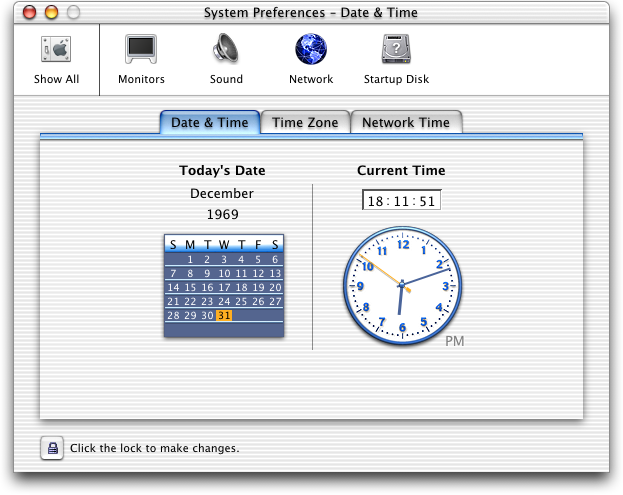 System Preferences – Date & Time
Show All
Monitors
Sound
Network
Startup Disk
Date & Time
Time Zone
Network Time
Today's Date
December
1969
S M T W T F S
1 2 3 4 5 6
7 8 9 10 11 12 13
14 15 16 17 18 19 20
21 22 23 24 25 26 27
28 29 30 31
Current Time
18:11:51
12
11 1
10 2
9 3
8 4
7 5
6
PM
Click the lock to make changes.